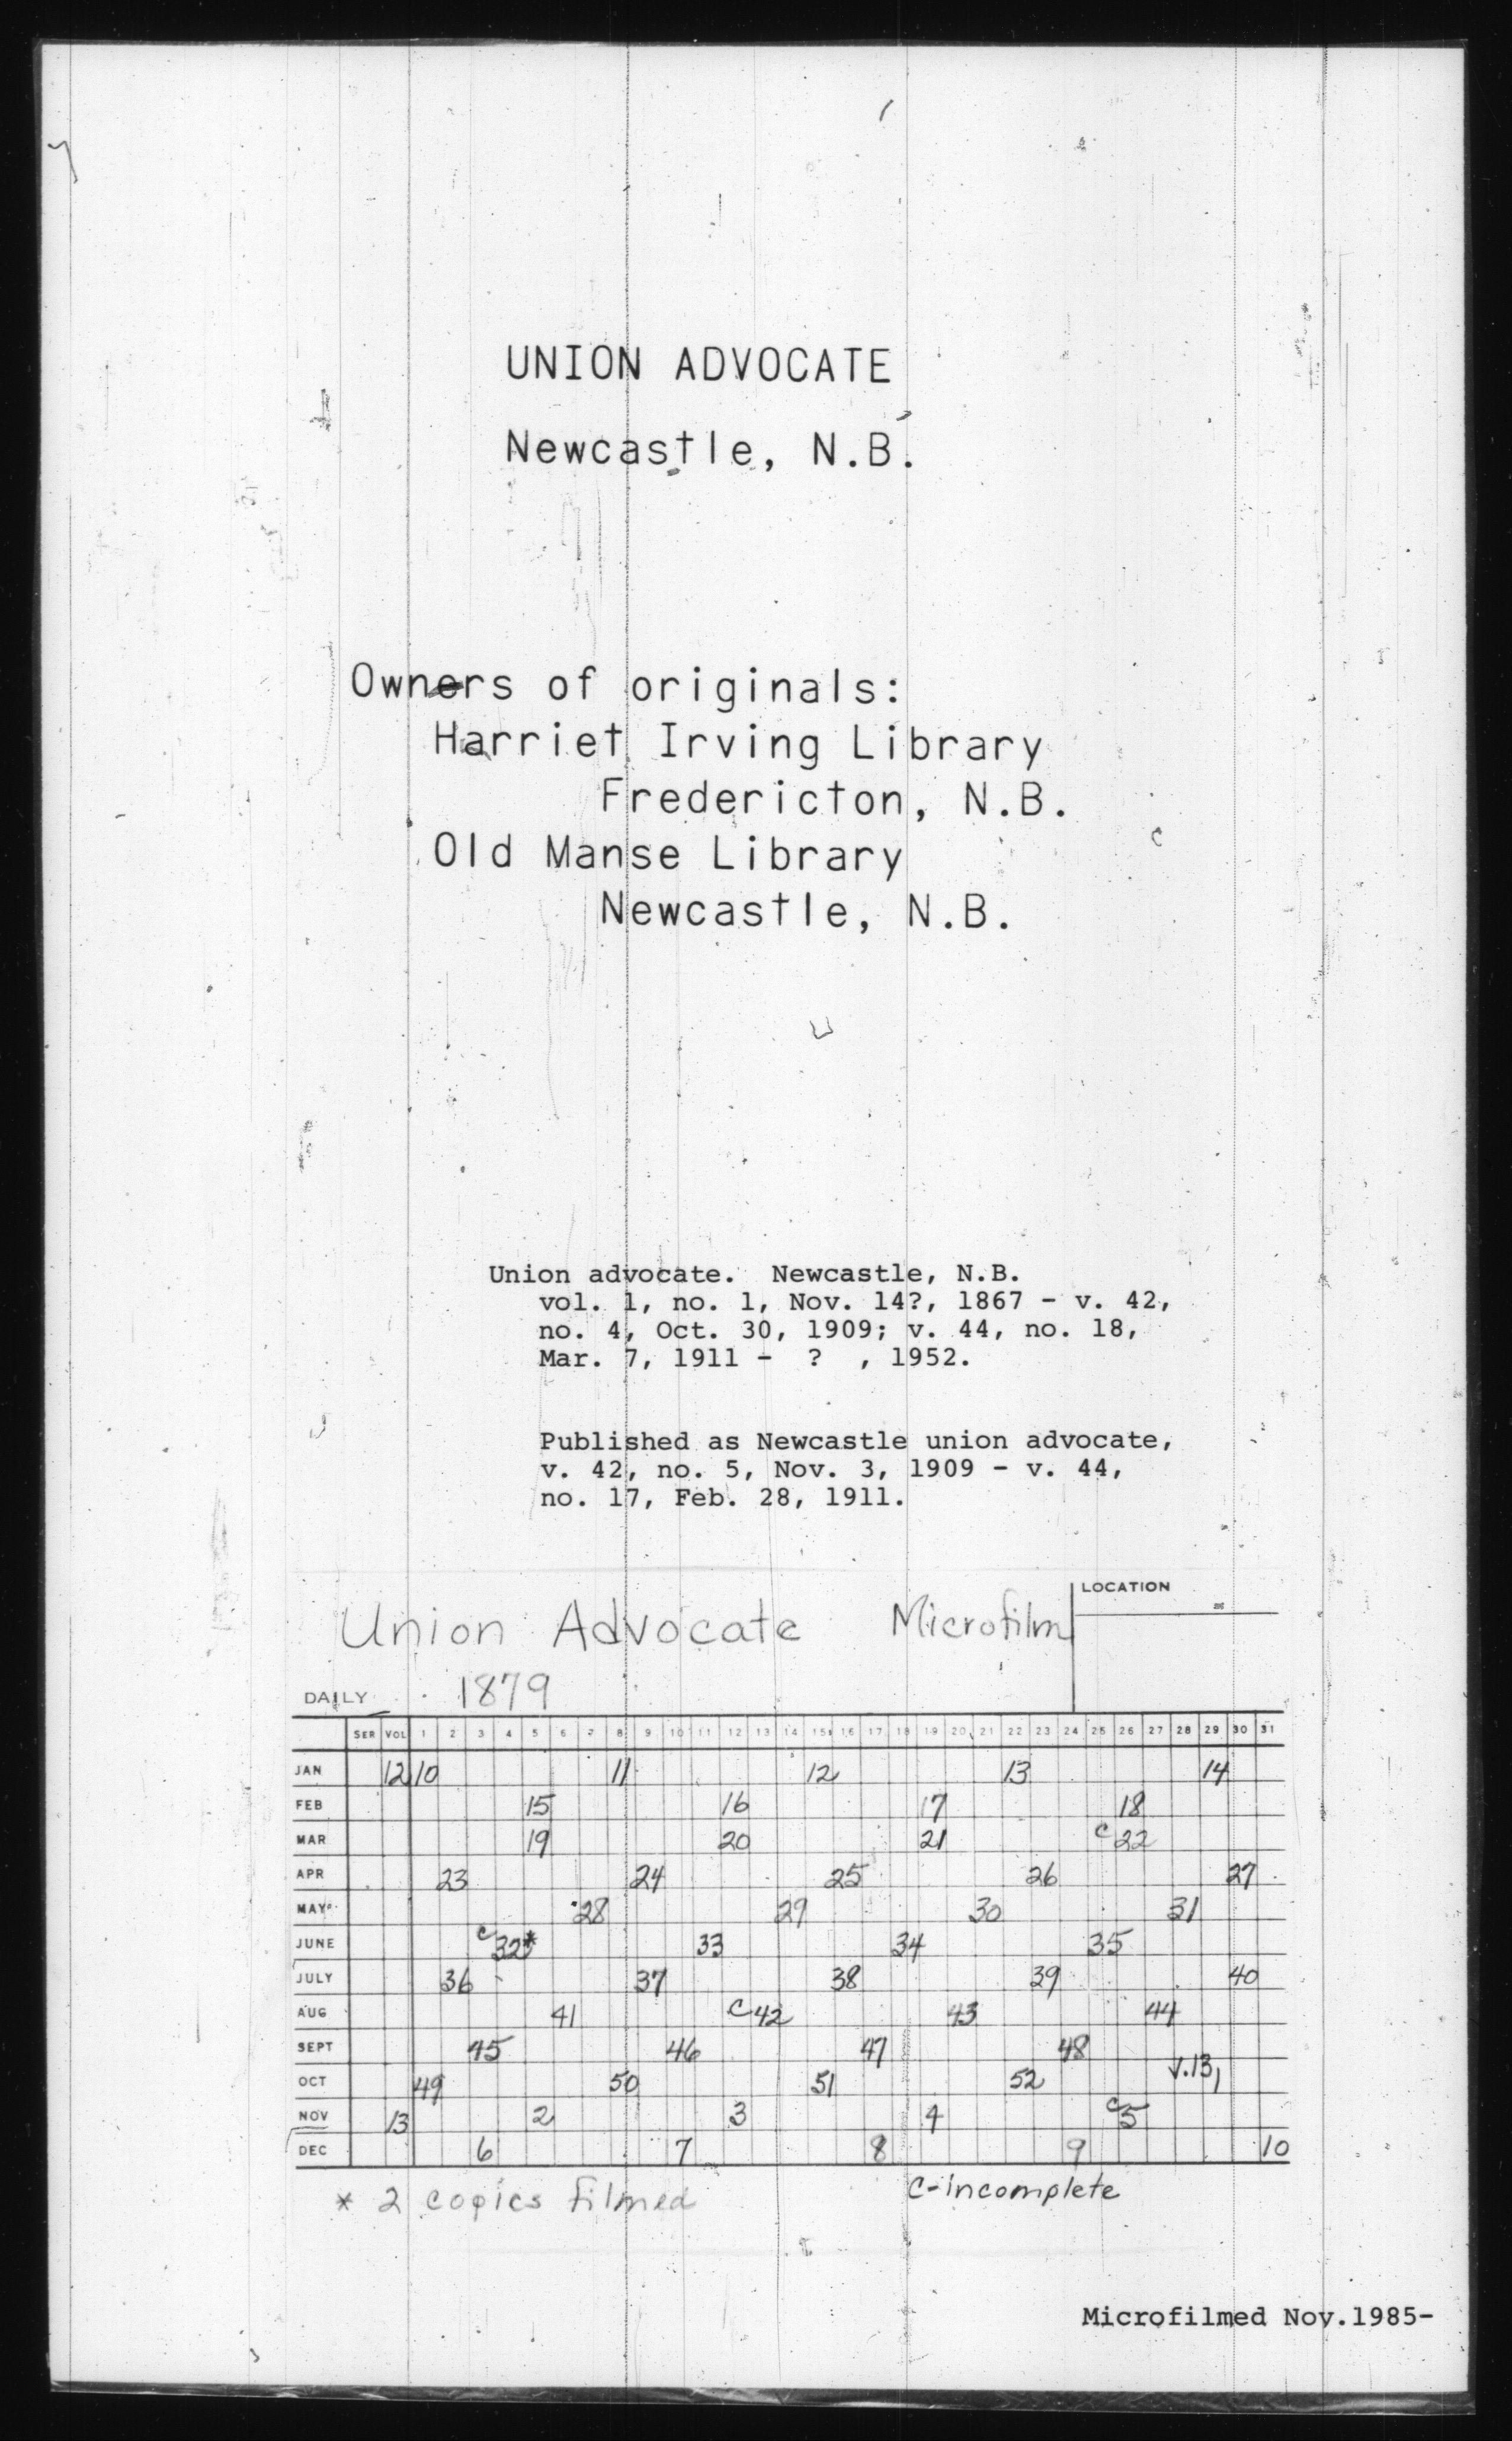 UNION ADVOCATE
Newcastle, N.B.
Owners of originals:
Harriet Irving Library
Fredericton, N.B.
Old Manse Library
Newcastle, N.B.
Union advocate. Newcastle, N.B.
vol. 1, no. 1, Nov. 14?, 1867 - v. 42,
no. 4, Oct. 30, 1909; v. 44, no. 18,
Mar. 7, 1911 - ? , 1952.
Published as Newcastle union advocate,
v. 42, no. 5, Nov. 3, 1909 - v. 44,
no. 17, Feb. 28, 1911.
LOCATION
Union Advocate Microfilm
DAILY 1879
SER VOL 1 2 3 4 5 6 7 8 9 10 11 12 13 14 15 16 17 18 19 20 21 22 23 24 25 26 27 28 29 30 31
JAN 12 10 11 12 13 14
FEB 15 16 17 18
MAR 19 20 21 c22
APR 23 24 25 26 27
MAY 28 29 30 31
JUNE c32* 33 34 35
JULY 36 37 38 39 40
AUG 41 C42 43 44
SEPT 45 46 47 48
OCT 49 50 51 52 v.13, 1
NOV 13 2 3 4 c5
DEC 6 7 8 9 10
* 2 copies filmed C-incomplete
Microfilmed Nov.1985-